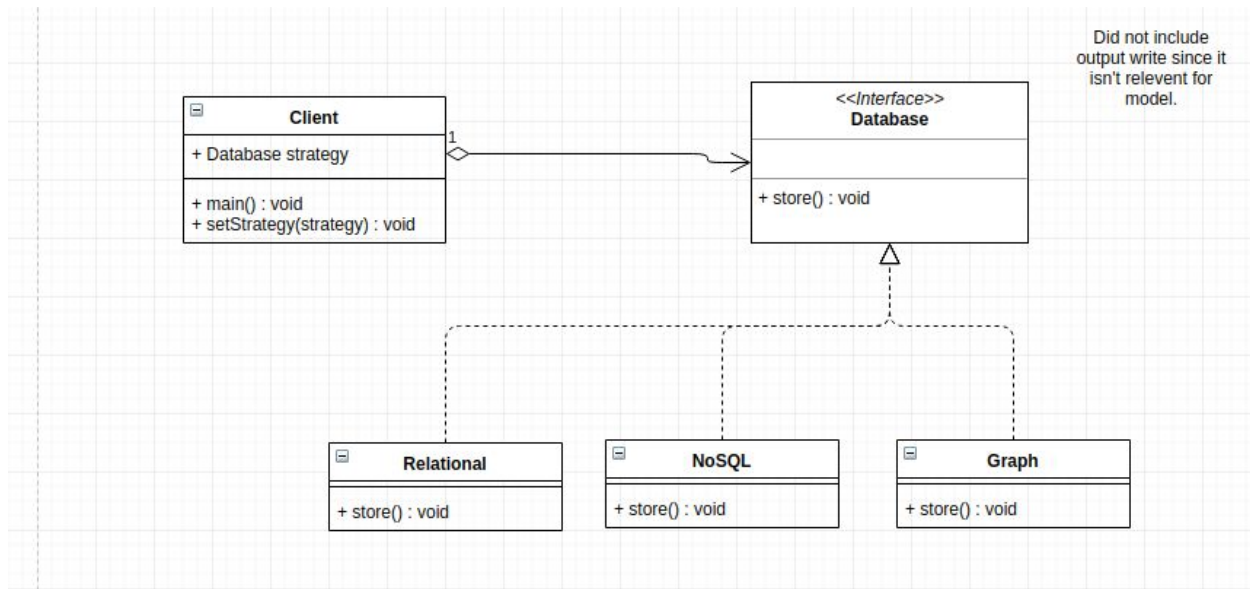 Did not include
output write since it
isn't relevent for
model.
Client
+ Database strategy
+ main() : void
+ setStrategy(strategy) : void
1
<<Interface>>
Database
+ store() : void
Relational
+ store() : void
NoSQL
+ store() : void
Graph
+ store() : void